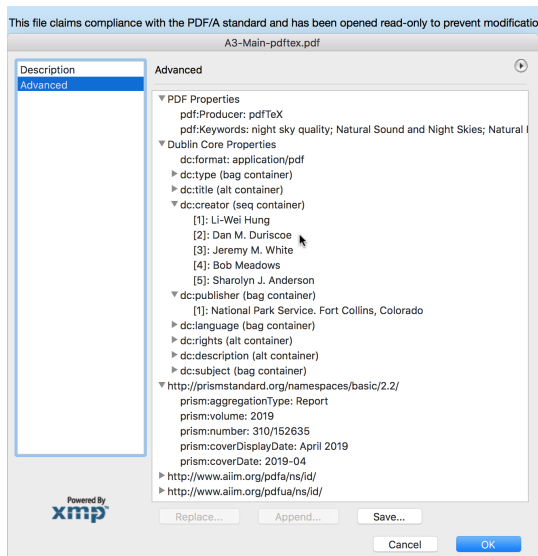 This file claims compliance with the PDF/A standard and has been opened read-only to prevent modificatio
A3-Main-pdftex.pdf
Description
Advanced
Advanced
PDF Properties
pdf:Producer: pdfTeX
pdf:Keywords: night sky quality; Natural Sound and Night Skies; Natural
Dublin Core Properties
dc:format: application/pdf
dc:type (bag container)
dc:title (alt container)
dc:creator (seq container)
[1]: Li-Wei Hung
[2]: Dan M. Duriscoe
[3]: Jeremy M. White
[4]: Bob Meadows
[5]: Sharolyn J. Anderson
dc:publisher (bag container)
[1]: National Park Service. Fort Collins, Colorado
dc:language (bag container)
dc:rights (alt container)
dc:description (alt container)
dc:subject (bag container)
http://prismstandard.org/namespaces/basic/2.2/
prism:aggregationType: Report
prism:volume: 2019
prism:number: 310/152635
prism:coverDisplayDate: April 2019
prism:coverDate: 2019-04
http://www.aiim.org/pdfa/ns/id/
http://www.aiim.org/pdfua/ns/id/
Powered By
xmp
Replace...
Append...
Save...
Cancel
OK